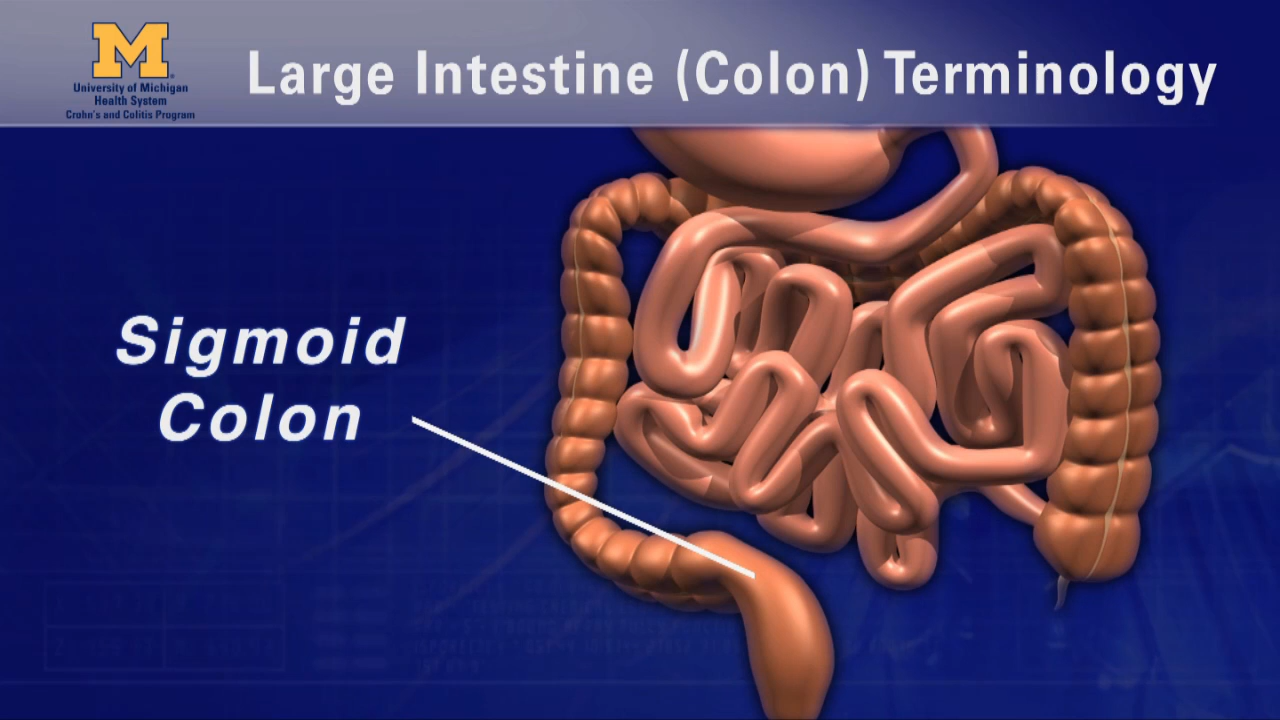 M
University of Michigan
Health System
Crohn's and Colitis Program
Large Intestine (Colon) Terminology
Sigmoid
Colon